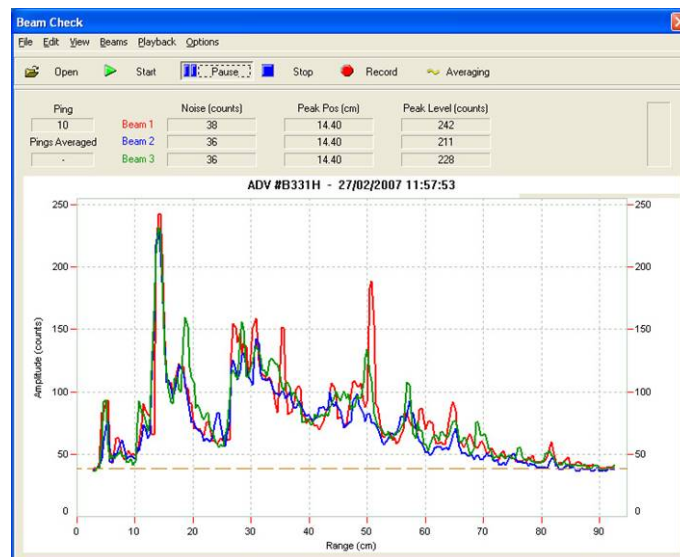 Beam Check
File Edit View Beams Playback Options
Open Start Pause Stop Record Averaging
Ping Noise (counts) Peak Pos (cm) Peak Level (counts)
10 Beam 1 38 14.40 242
Pings Averaged Beam 2 36 14.40 211
- Beam 3 36 14.40 228
ADV #B331H - 27/02/2007 11:57:53
250 250
200 200
150 150
100 100
50 50
0 0
Amplitude (counts)
0 10 20 30 40 50 60 70 80 90
Range (cm)